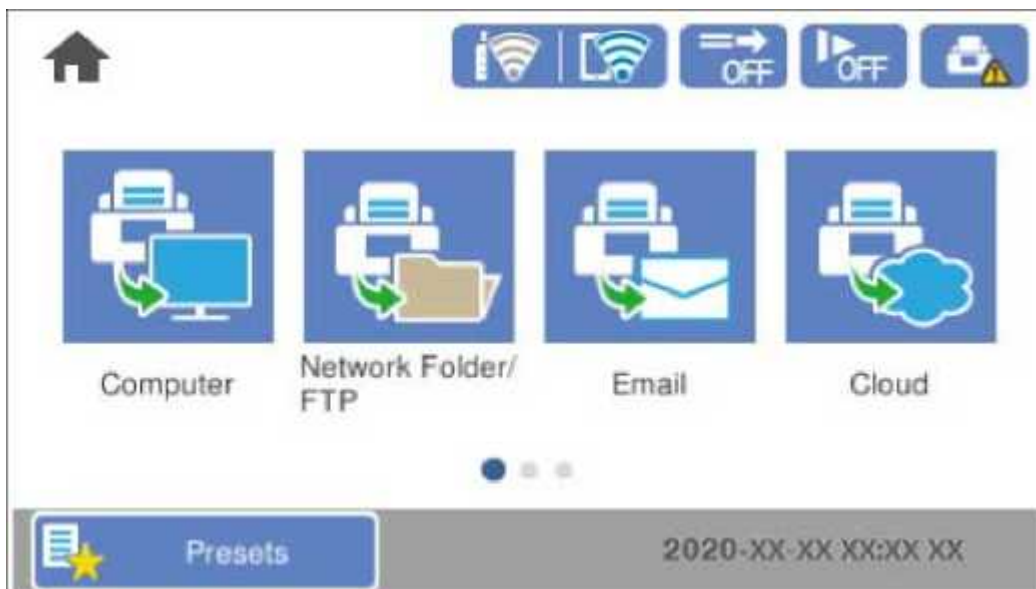 OFF
OFF
Computer
Network Folder/
FTP
Email
Cloud
Presets
2020-XX-XX XX:XX XX